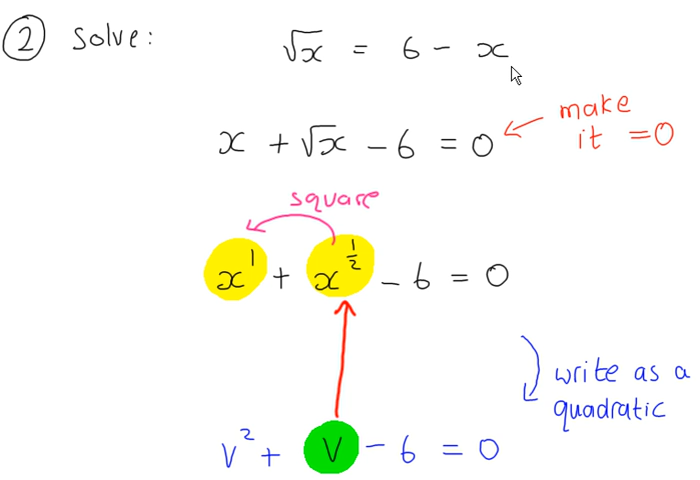 ② Solve:
√x = 6 - x
x + √x - 6 = 0
make
it = 0
square
x¹ + x^½ - 6 = 0
write as a
quadratic
v² + v - 6 = 0